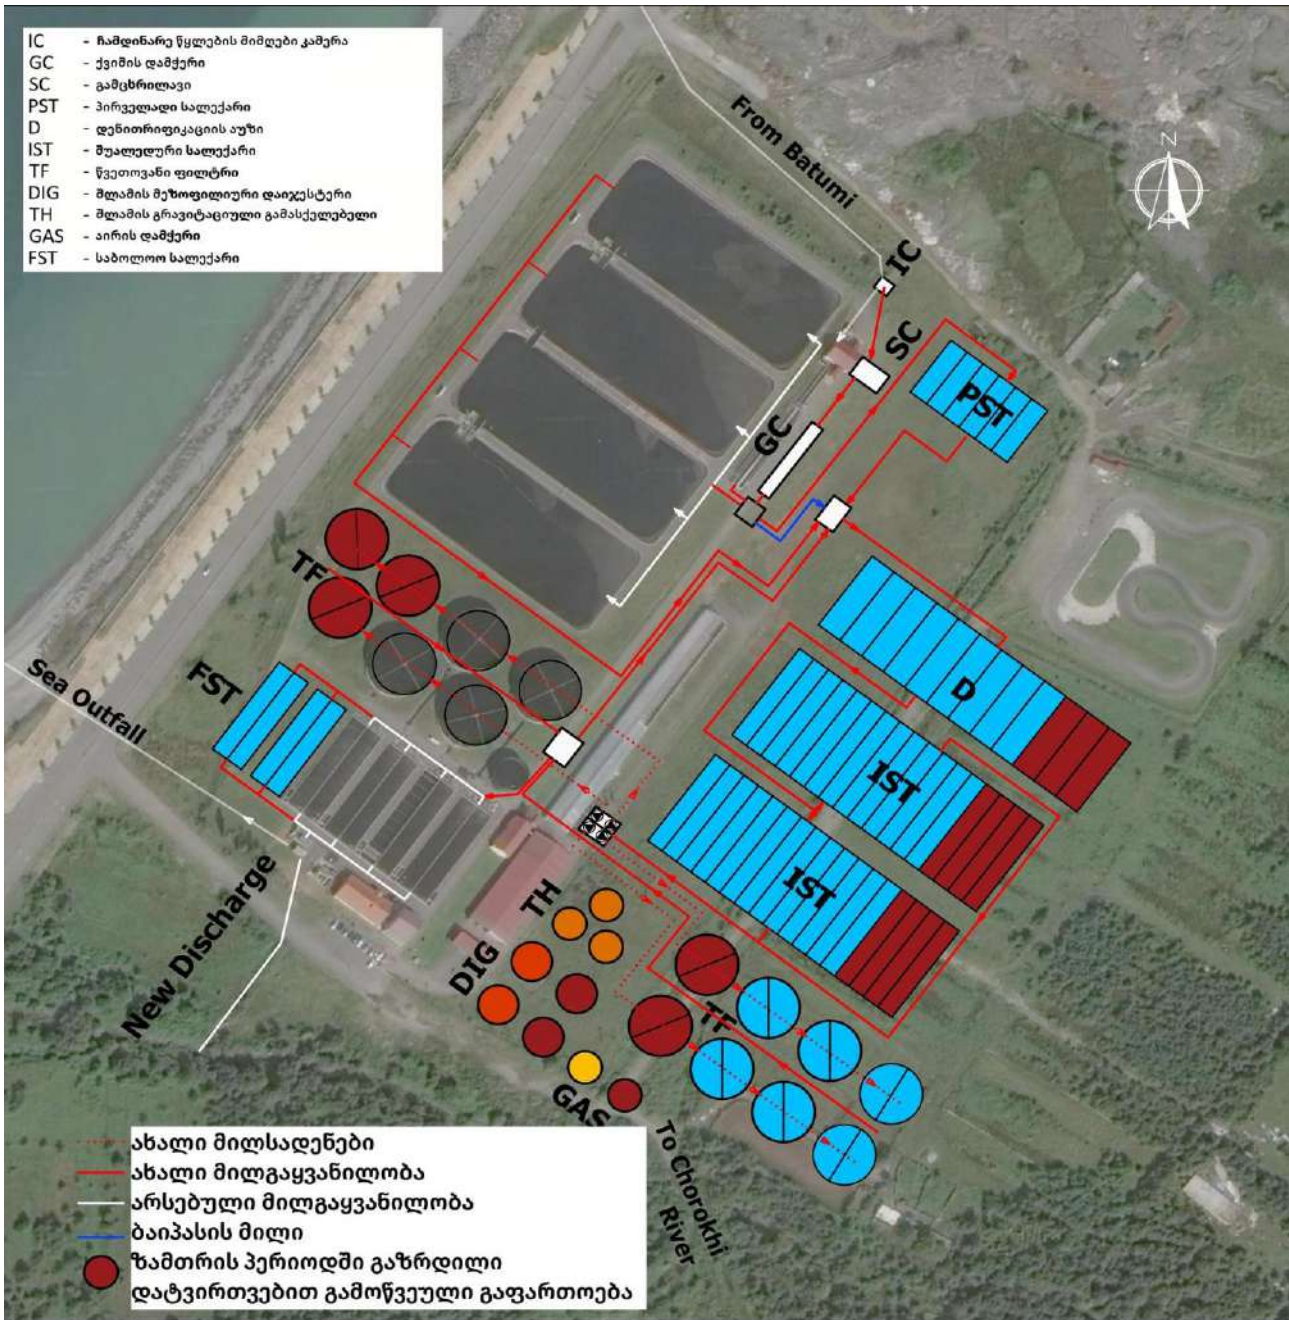 IC - ჩამდინარე წყლების მიმღები კამერა
GC - ქვიშის დამჭერი
SC - გამცხრილავი
PST - პირველადი სალექარი
D - დენიტრიფიკაციის აუზი
IST - შუალედური სალექარი
TF - წვეთოვანი ფილტრი
DIG - შლამის მეზოფილიური დაიჯესტერი
TH - შლამის გრავიტაციული გამასქელებელი
GAS - აირის დამჭერი
FST - საბოლოო სალექარი
From Batumi
N
IC
SC
PST
GC
TF
D
FST
Sea Outfall
IST
IST
TH
New Discharge
DIG
TF
GAS
To Chorokhi
River
ახალი მილსადენები
ახალი მილგაყვანილობა
არსებული მილგაყვანილობა
ბაიპასის მილი
ზამთრის პერიოდში გაზრდილი
დატვირთვებით გამოწვეული გაფართოება